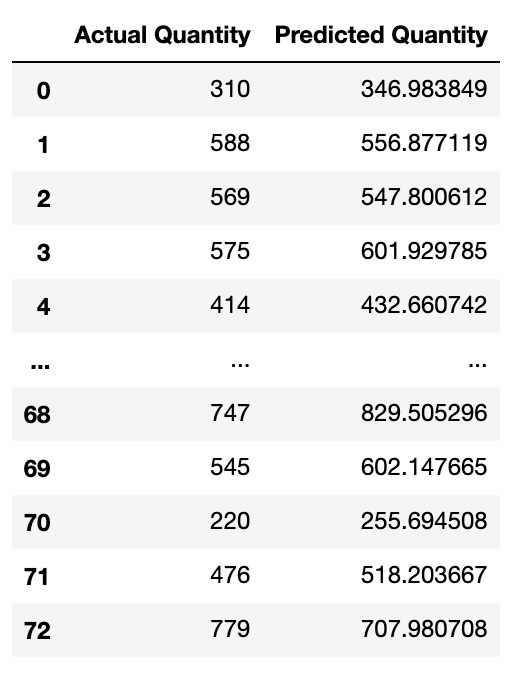 Actual Quantity Predicted Quantity
0 310 346.983849
1 588 556.877119
2 569 547.800612
3 575 601.929785
4 414 432.660742
... ... ...
68 747 829.505296
69 545 602.147665
70 220 255.694508
71 476 518.203667
72 779 707.980708